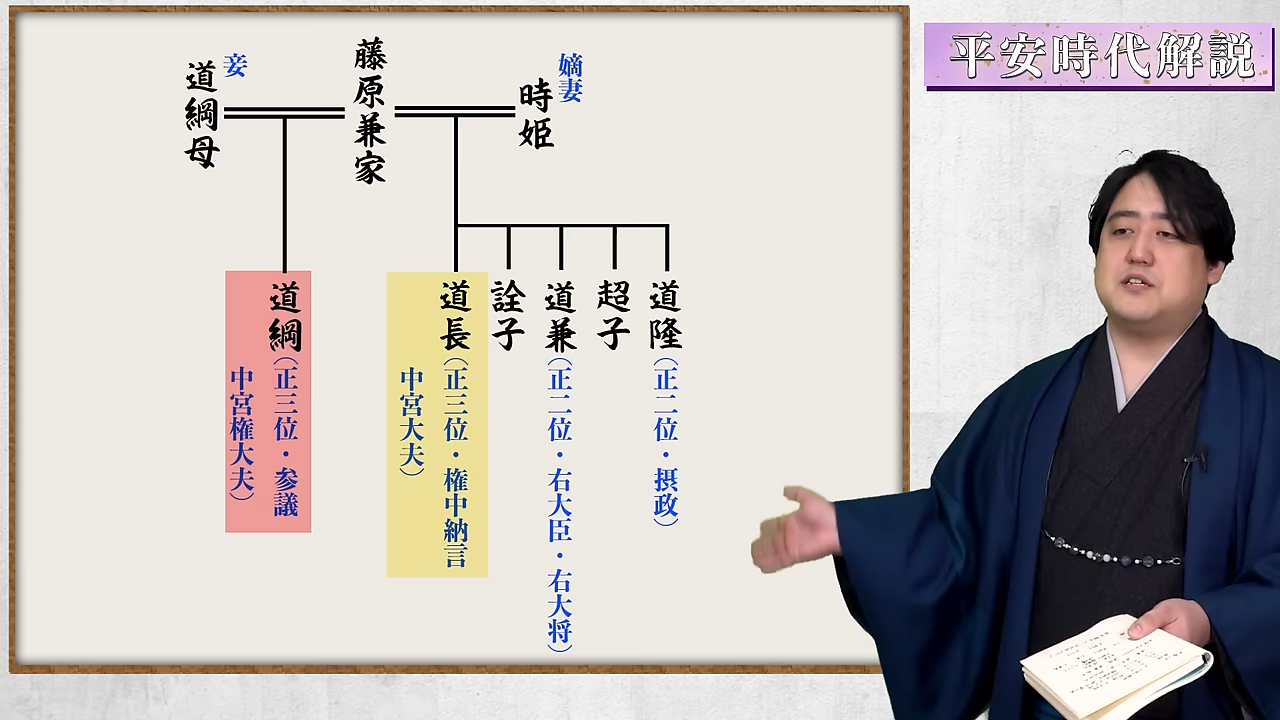 平安時代解説
嫡妻
時姫
藤原兼家
妾
道綱母
道隆
(正二位・摂政)
超子
道兼
(正二位・右大臣・右大将)
詮子
道長
(正三位・権中納言
中宮大夫)
道綱
(正三位・参議
中宮権大夫)